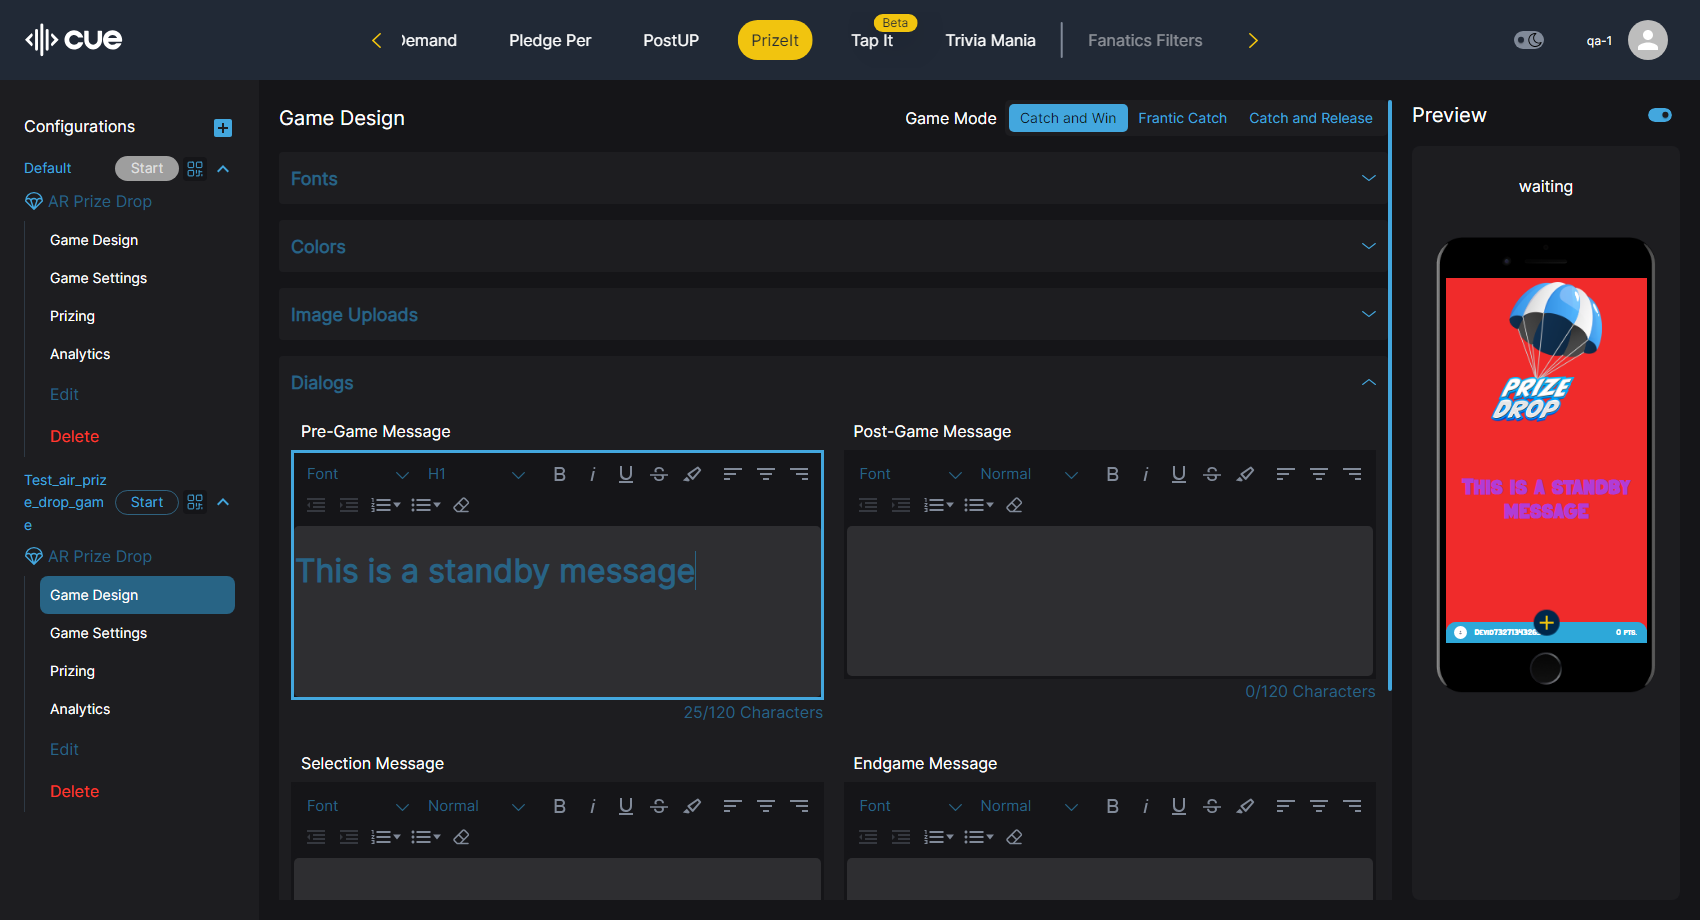 cue
Demand
Pledge Per
PostUP
PrizeIt
Beta
Tap It
Trivia Mania
Fanatics Filters
qa-1
Configurations
Default
Start
AR Prize Drop
Game Design
Game Settings
Prizing
Analytics
Edit
Delete
Test_air_priz
e_drop_gam
e
Start
AR Prize Drop
Game Design
Game Settings
Prizing
Analytics
Edit
Delete
Game Design
Game Mode
Catch and Win
Frantic Catch
Catch and Release
Fonts
Colors
Image Uploads
Dialogs
Pre-Game Message
Font
H1
This is a standby message
25/120 Characters
Post-Game Message
Font
Normal
0/120 Characters
Selection Message
Font
Normal
Endgame Message
Font
Normal
Preview
waiting
PRIZE
DROP
THIS IS A STANDBY
MESSAGE
0 PTS.